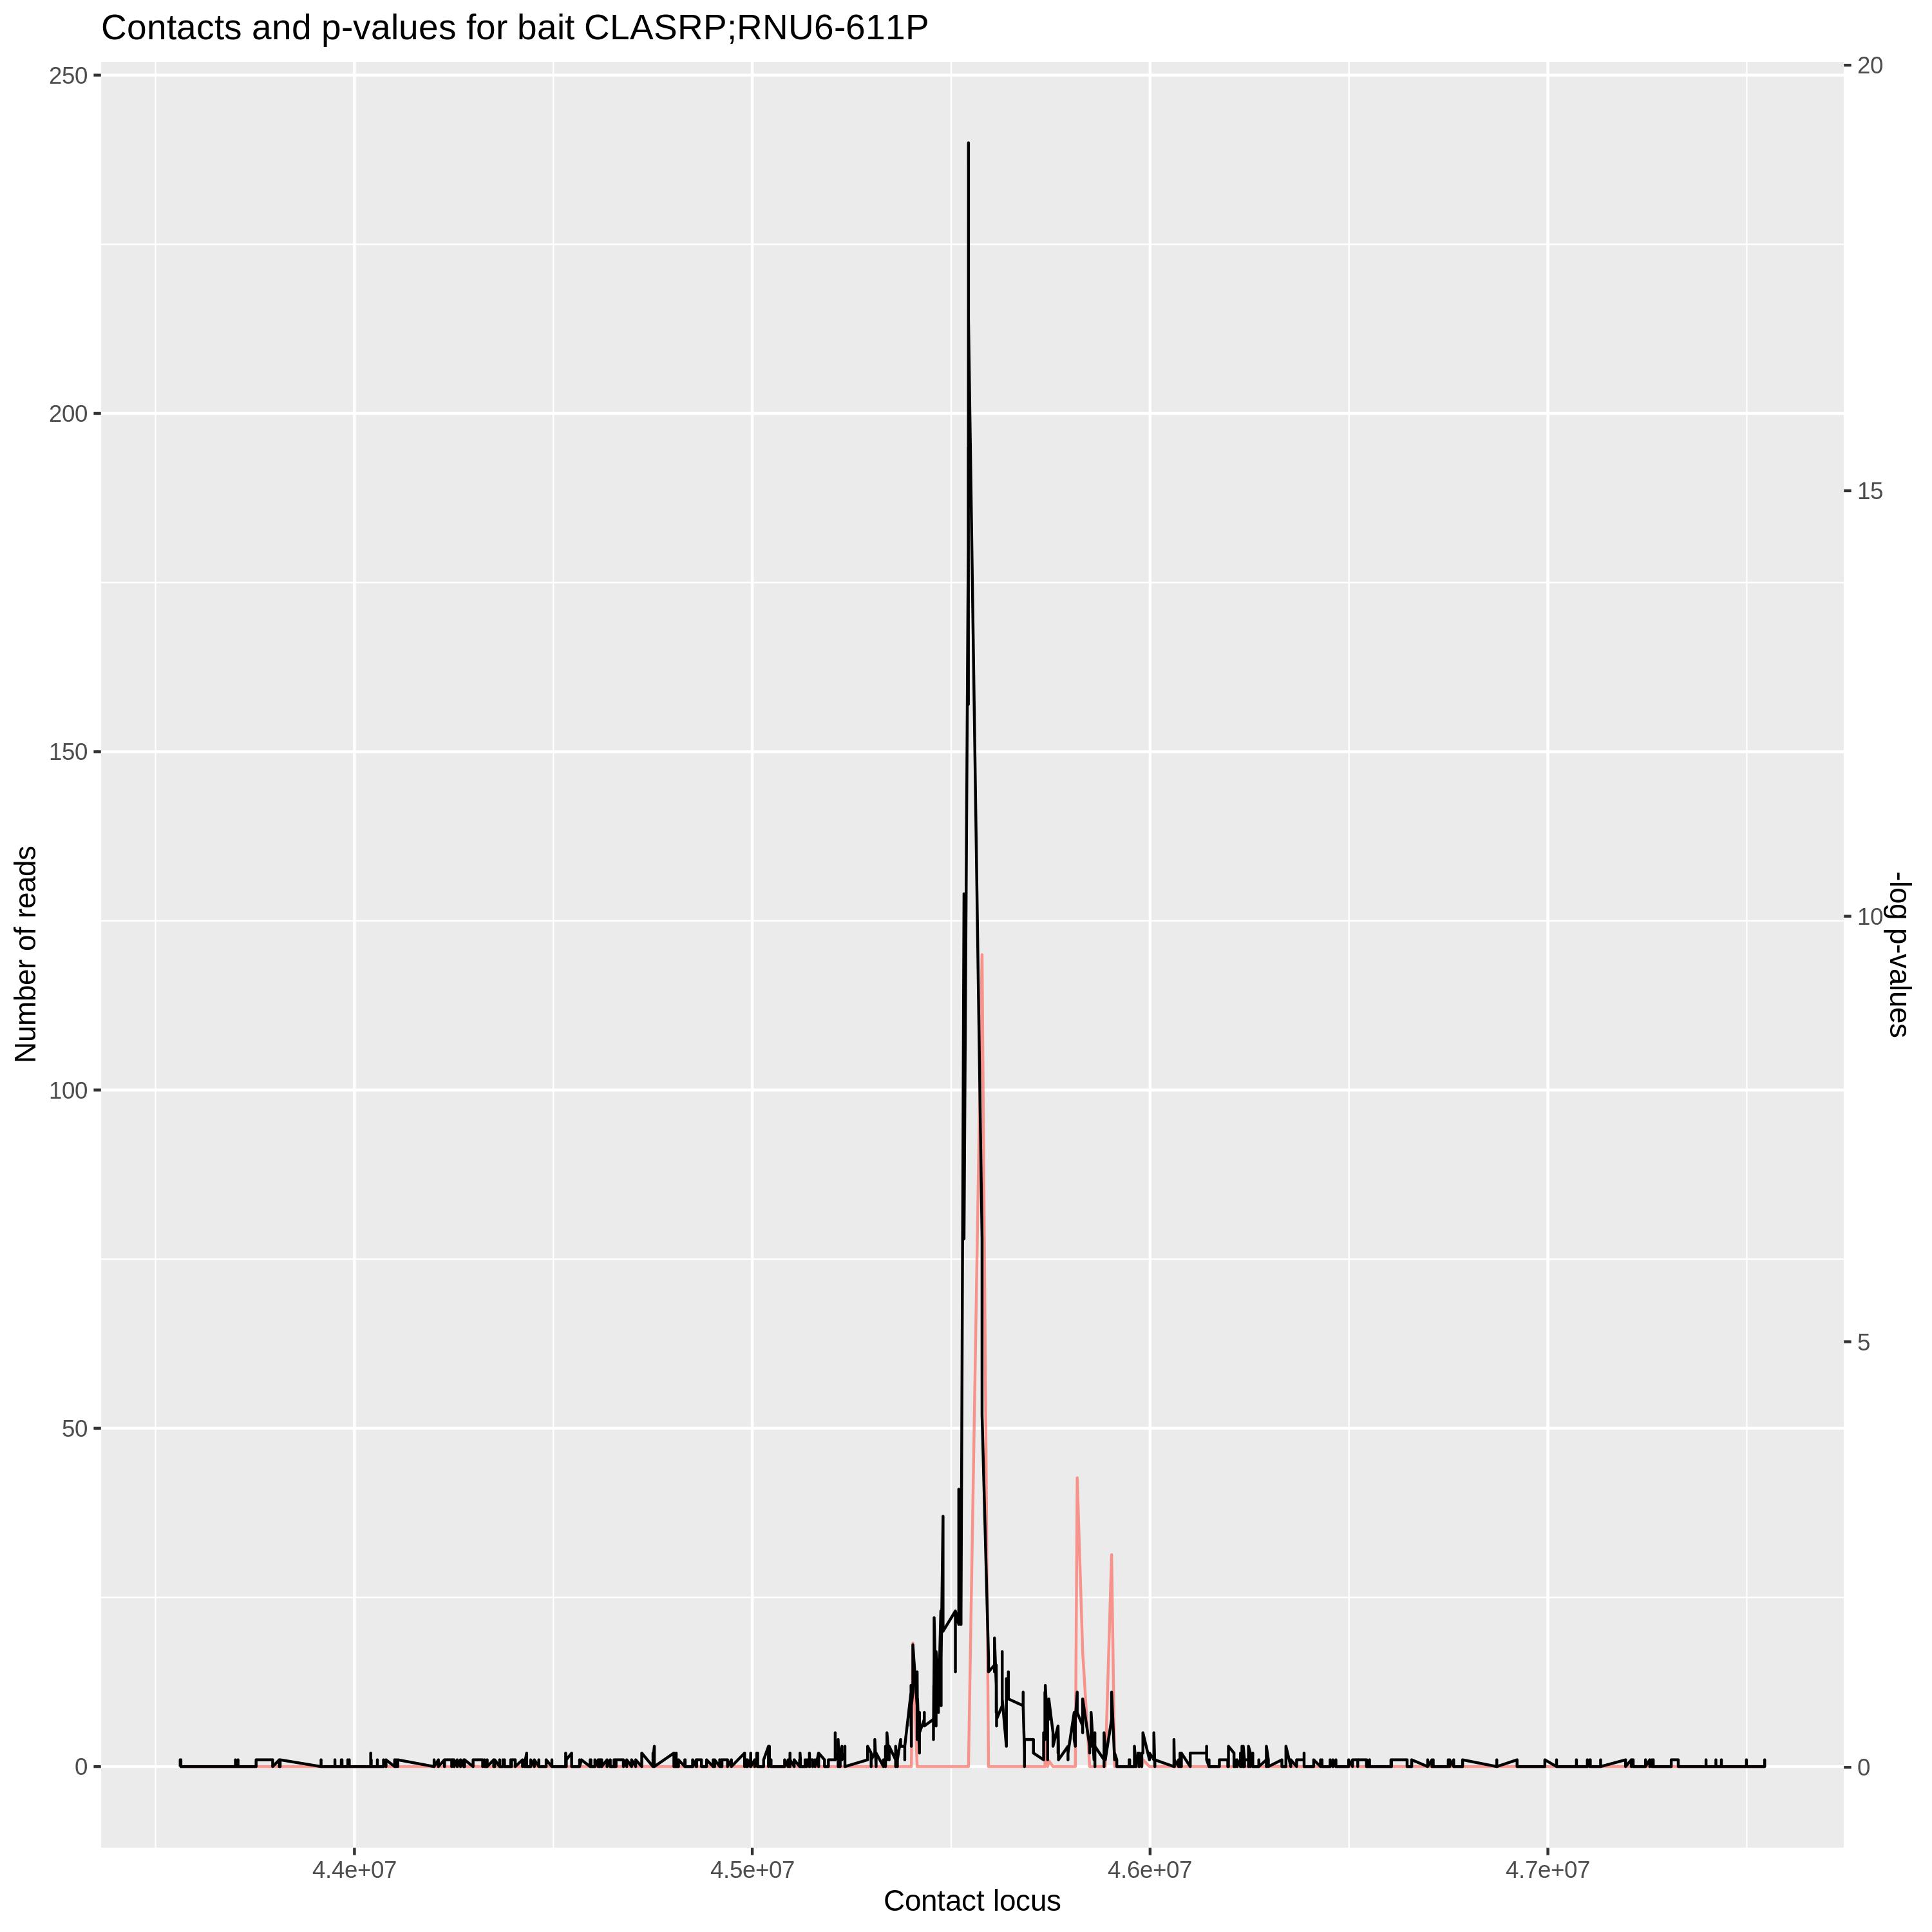 Contacts and p-values for bait CLASRP;RNU6-611P
250
200
150
100
50
0
Number of reads
20
15
10
5
0
-log p-values
4.4e+07
4.5e+07
4.6e+07
4.7e+07
Contact locus